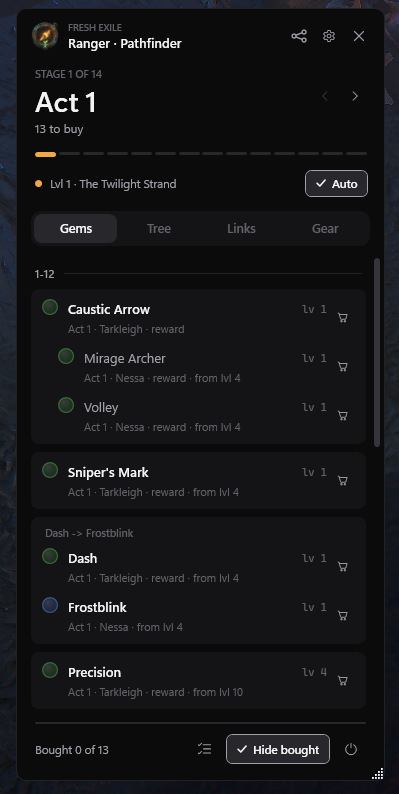 FRESH EXILE
Ranger · Pathfinder
STAGE 1 OF 14
Act 1
13 to buy
Lvl 1 · The Twilight Strand
Auto
Gems Tree Links Gear
1-12
Caustic Arrow lv 1
Act 1 · Tarkleigh · reward
Mirage Archer lv 1
Act 1 · Nessa · reward · from lvl 4
Volley lv 1
Act 1 · Nessa · reward · from lvl 4
Sniper's Mark lv 1
Act 1 · Tarkleigh · reward · from lvl 4
Dash -> Frostblink
Dash lv 1
Act 1 · Tarkleigh · reward · from lvl 4
Frostblink lv 1
Act 1 · Nessa · from lvl 4
Precision lv 4
Act 1 · Tarkleigh · reward · from lvl 10
Bought 0 of 13
Hide bought